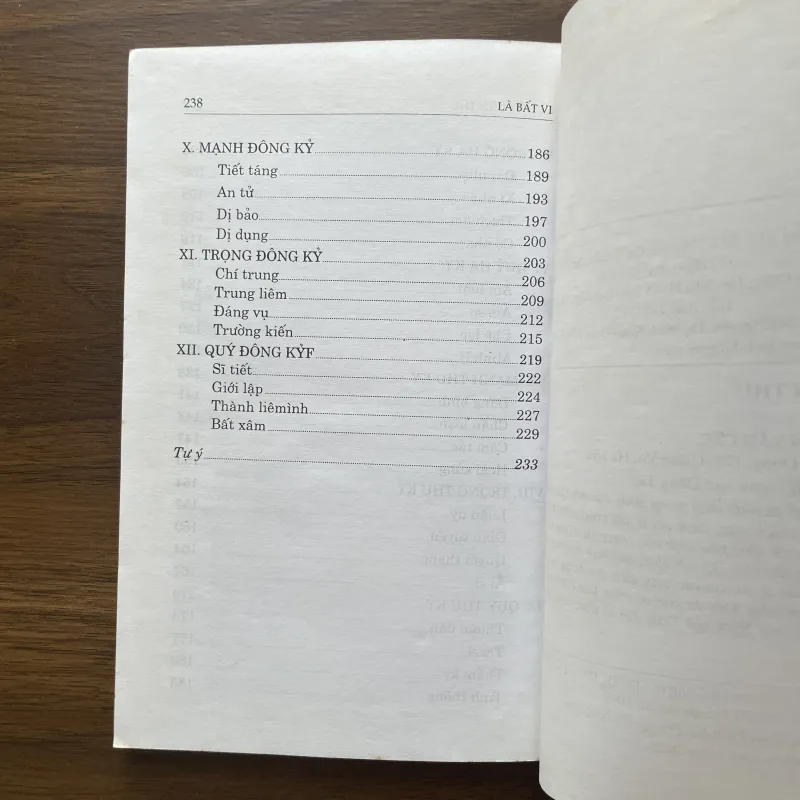 238 LÀ BẤT VI
X. MẠNH ĐÔNG KỶ 186
Tiết táng 189
An tử 193
Dị bảo 197
Dị dụng 200
XI. TRỌNG ĐÔNG KỶ 203
Chí trung 206
Trung liêm 209
Đáng vụ 212
Trường kiến 215
XII. QUÝ ĐÔNG KỶF 219
Sĩ tiết 222
Giới lập 224
Thành liêmình 227
Bất xâm 229
Tự ý 233